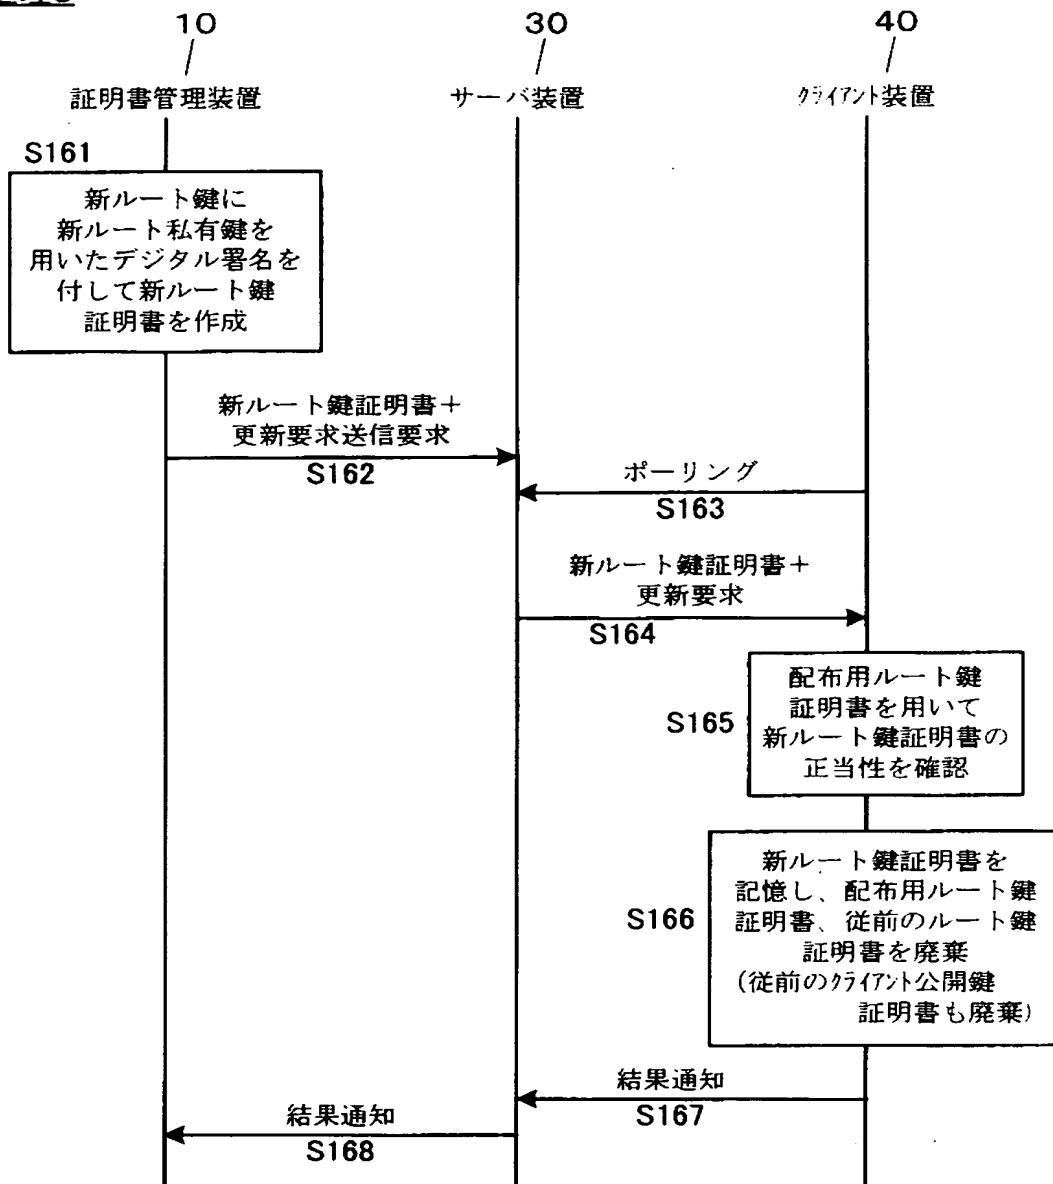 10
30
40
証明書管理装置
サーバ装置
クライアント装置
S161
新ルート鍵に
新ルート私有鍵を
用いたデジタル署名を
付して新ルート鍵
証明書を作成
新ルート鍵証明書+
更新要求送信要求
S162
ポーリング
S163
新ルート鍵証明書+
更新要求
S164
配布用ルート鍵
証明書を用いて
新ルート鍵証明書の
正当性を確認
S165
新ルート鍵証明書を
記憶し、配布用ルート鍵
証明書、従前のルート鍵
証明書を廃棄
(従前のクライアント公開鍵
証明書も廃棄)
S166
結果通知
S167
結果通知
S168